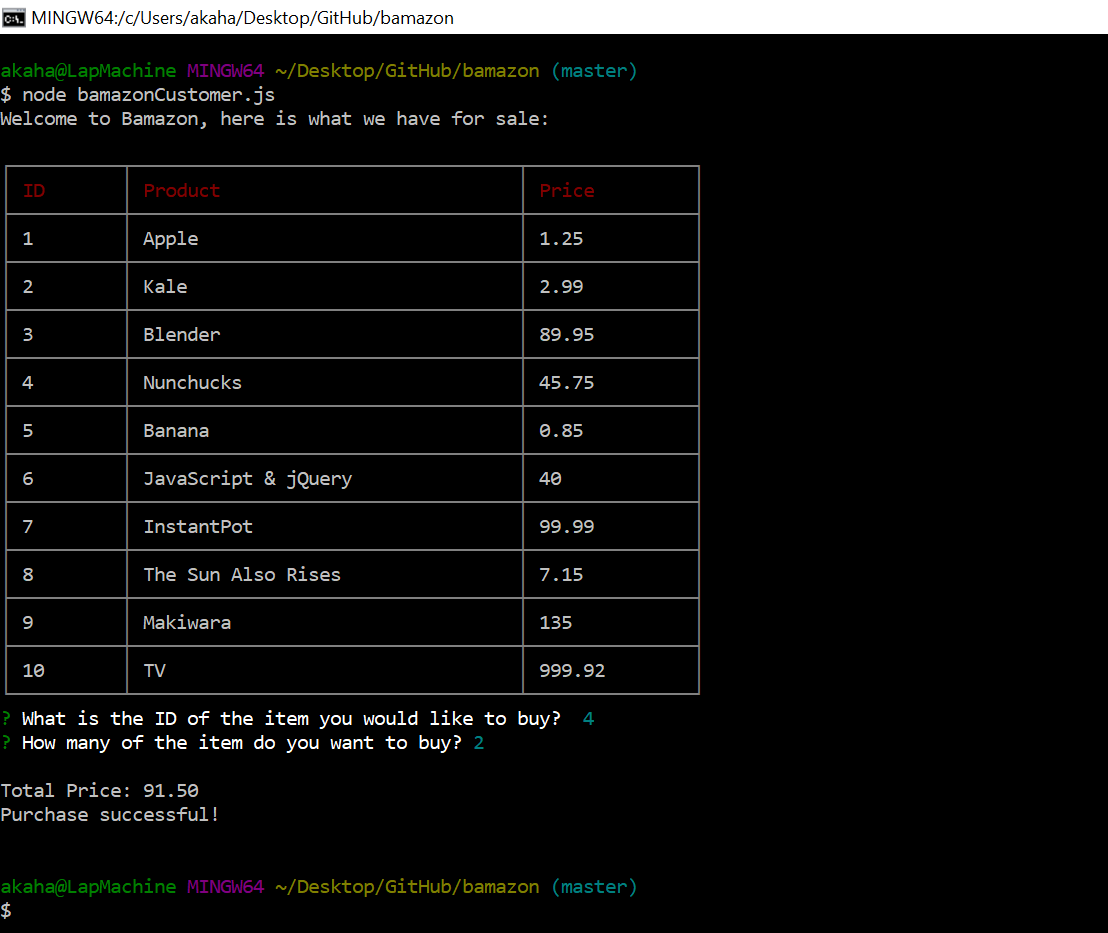 MINGW64:/c/Users/akaha/Desktop/GitHub/bamazon
akaha@LapMachine MINGW64 ~/Desktop/GitHub/bamazon (master)
$ node bamazonCustomer.js
Welcome to Bamazon, here is what we have for sale:
ID Product Price
1 Apple 1.25
2 Kale 2.99
3 Blender 89.95
4 Nunchucks 45.75
5 Banana 0.85
6 JavaScript & jQuery 40
7 InstantPot 99.99
8 The Sun Also Rises 7.15
9 Makiwara 135
10 TV 999.92
? What is the ID of the item you would like to buy?  4
? How many of the item do you want to buy? 2
Total Price: 91.50
Purchase successful!
akaha@LapMachine MINGW64 ~/Desktop/GitHub/bamazon (master)
$